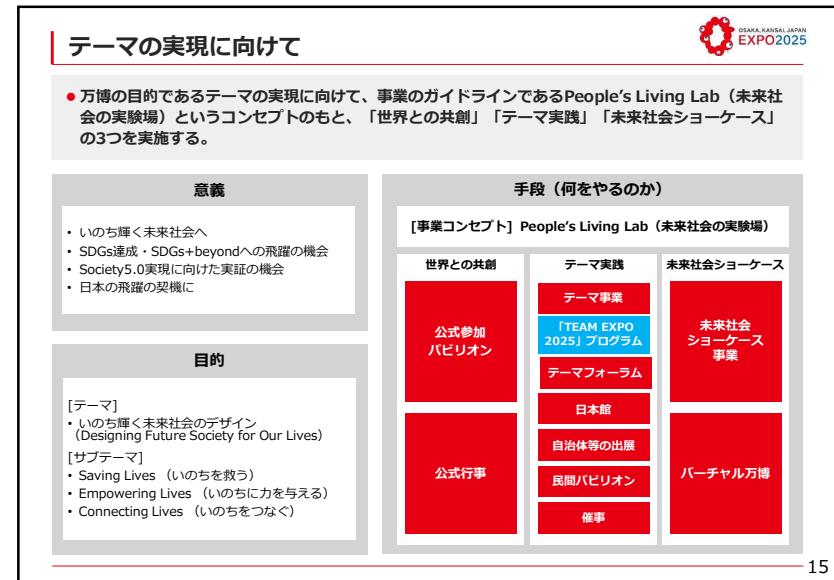 テーマの実現に向けて
OSAKA, KANSAI, JAPAN
EXPO2025
● 万博の目的であるテーマの実現に向けて、事業のガイドラインであるPeople's Living Lab（未来社
会の実験場）というコンセプトのもと、「世界との共創」「テーマ実践」「未来社会ショーケース」
の3つを実施する。
意義
• いのち輝く未来社会へ
• SDGs達成・SDGs+beyondへの飛躍の機会
• Society5.0実現に向けた実証の機会
• 日本の飛躍の契機に
目的
[テーマ]
• いのち輝く未来社会のデザイン
（Designing Future Society for Our Lives）
[サブテーマ]
• Saving Lives （いのちを救う）
• Empowering Lives （いのちに力を与える）
• Connecting Lives （いのちをつなぐ）
手段（何をやるのか）
[事業コンセプト] People's Living Lab（未来社会の実験場）
世界との共創
公式参加
パビリオン
公式行事
テーマ実践
テーマ事業
「TEAM EXPO
2025」プログラム
テーマフォーラム
日本館
自治体等の出展
民間パビリオン
催事
未来社会ショーケース
未来社会
ショーケース
事業
バーチャル万博
15